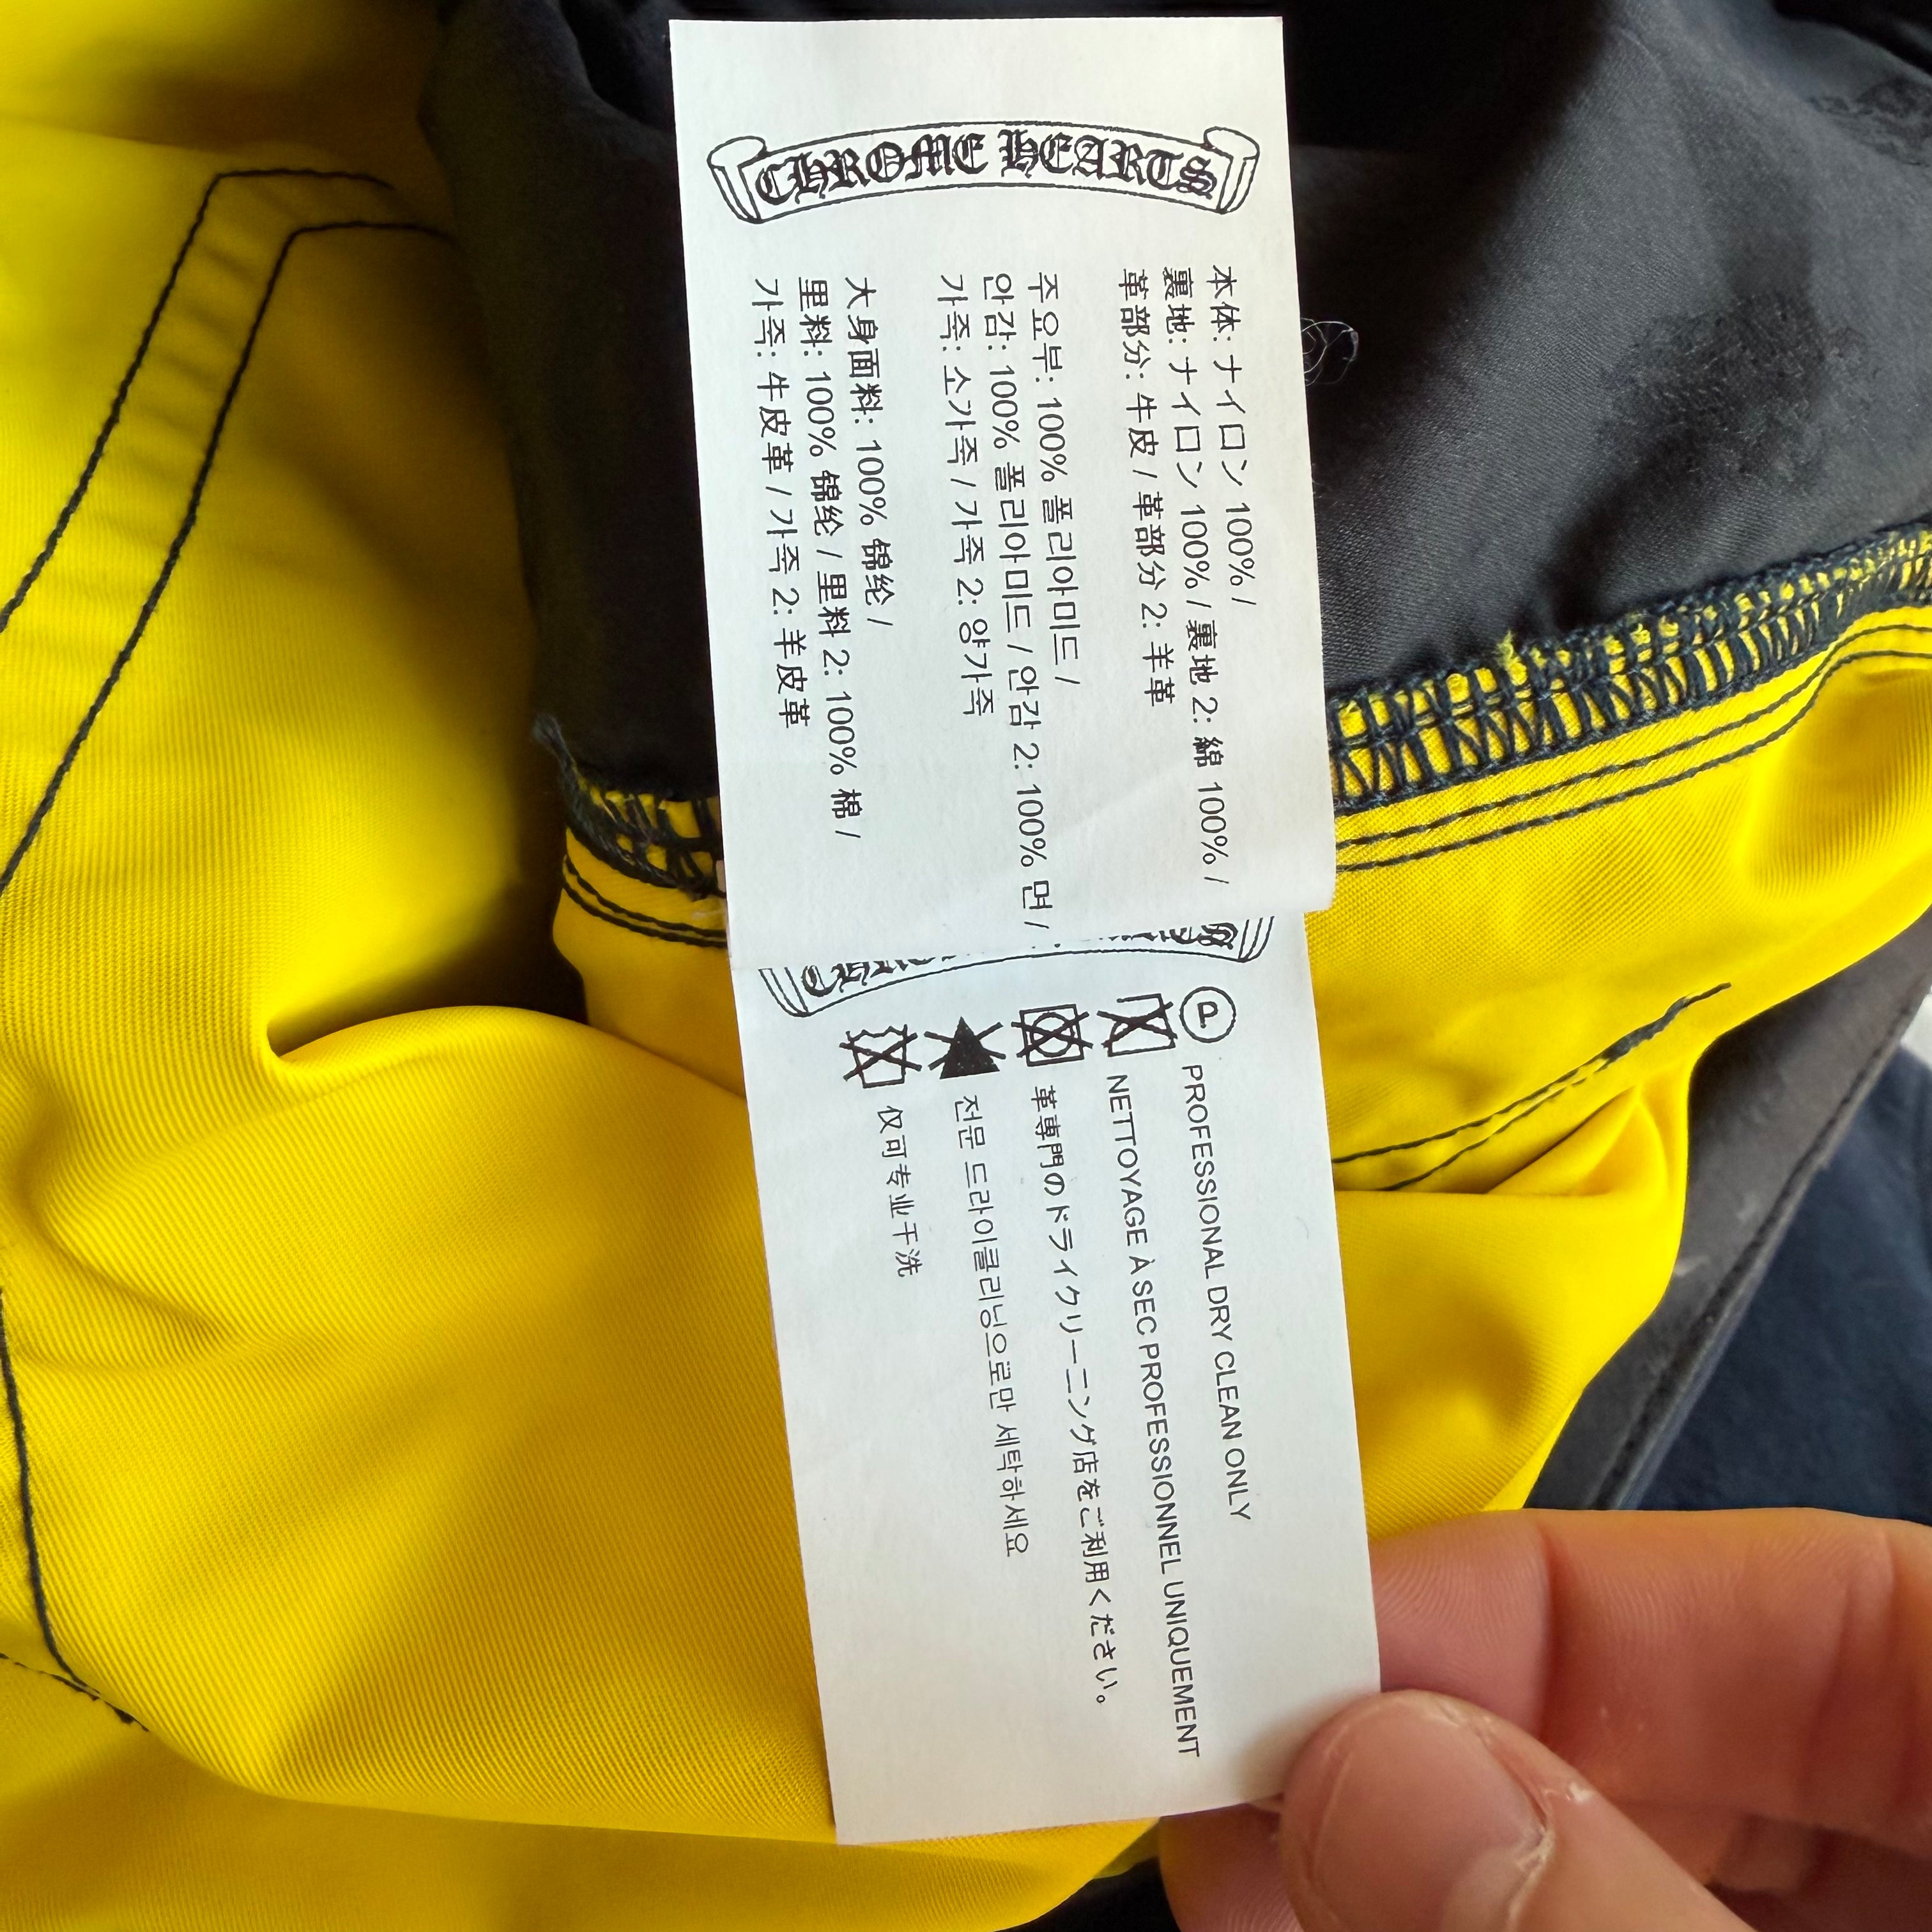 CHROME HEARTS
本体: ナイロン 100% /
裏地: ナイロン 100% / 裏地 2: 綿 100% /
革部分: 牛皮 / 革部分 2: 羊革
주요부: 100% 폴리아미드 /
안감: 100% 폴리아미드 / 안감 2: 100% 면 /
가죽: 소가죽 / 가죽 2: 양가죽
大身面料: 100% 锦纶 /
里料: 100% 锦纶 / 里料 2: 100% 棉 /
가죽: 牛皮革 / 가죽 2: 羊皮革
P
PROFESSIONAL DRY CLEAN ONLY
NETTOYAGE À SEC PROFESSIONNEL UNIQUEMENT
革専門のドライクリーニング店をご利用ください。
전문 드라이클리닝으로만 세탁하세요
仅可专业干洗